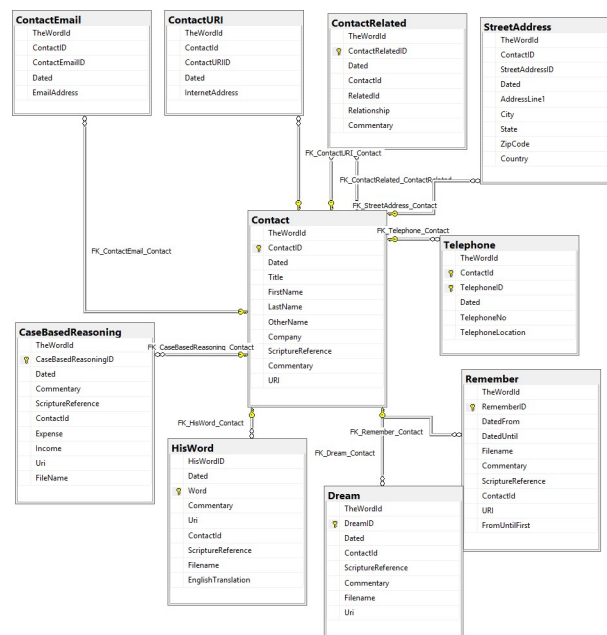 ContactEmail
TheWordId
ContactID
ContactEmailID
Dated
EmailAddress
ContactURI
TheWordId
ContactId
ContactURIID
Dated
InternetAddress
ContactRelated
TheWordId
ContactRelatedID
Dated
ContactId
RelatedId
Relationship
Commentary
StreetAddress
TheWordId
ContactID
StreetAddressID
Dated
AddressLine1
City
State
ZipCode
Country
FK_ContactURI_Contact
FK_ContactRelated_ContactRelated
FK_StreetAddress_Contact
FK_Telephone_Contact
FK_ContactEmail_Contact
Contact
TheWordId
ContactID
Dated
Title
FirstName
LastName
OtherName
Company
ScriptureReference
Commentary
URI
Telephone
TheWordId
ContactId
TelephoneID
Dated
TelephoneNo
TelephoneLocation
CaseBasedReasoning
TheWordId
CaseBasedReasoningID
Dated
Commentary
ScriptureReference
ContactId
Expense
Income
Uri
FileName
FK_CaseBasedReasoning_Contact
FK_HisWord_Contact
FK_Remember_Contact
FK_Dream_Contact
Remember
TheWordId
RememberID
DatedFrom
DatedUntil
Filename
Commentary
ScriptureReference
ContactId
URI
FromUntilFirst
HisWord
HisWordID
Dated
Word
Commentary
Uri
ContactId
ScriptureReference
Filename
EnglishTranslation
Dream
TheWordId
DreamID
Dated
ContactId
ScriptureReference
Commentary
Filename
Uri